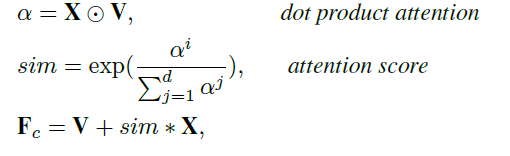 α = X ⊙ V, dot product attention
sim = exp(α^i / ∑_{j=1}^{d} α^j), attention score
F_c = V + sim ∗ X,